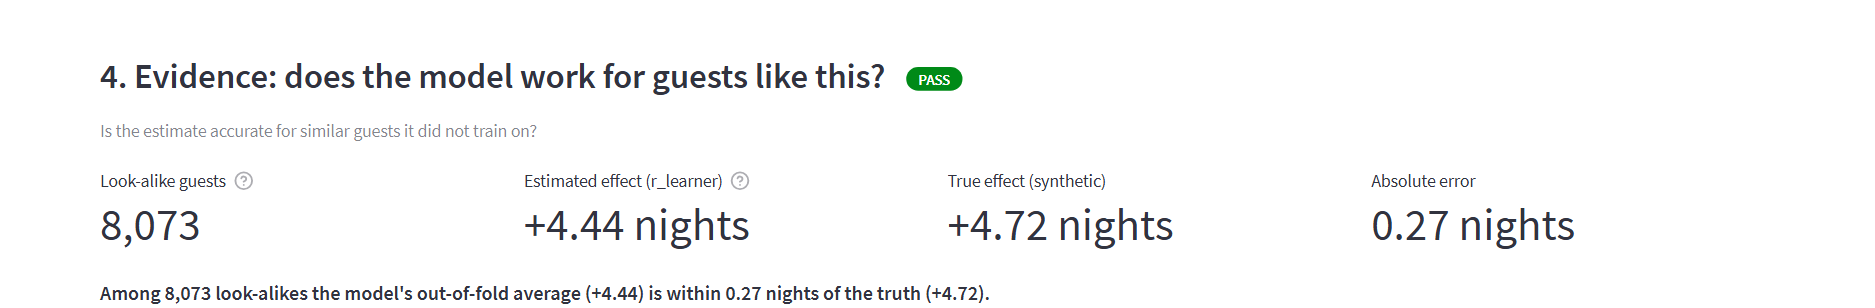 4. Evidence: does the model work for guests like this? PASS
Is the estimate accurate for similar guests it did not train on?
Look-alike guests Estimated effect (r_learner) True effect (synthetic) Absolute error
8,073 +4.44 nights +4.72 nights 0.27 nights
Among 8,073 look-alikes the model's out-of-fold average (+4.44) is within 0.27 nights of the truth (+4.72).